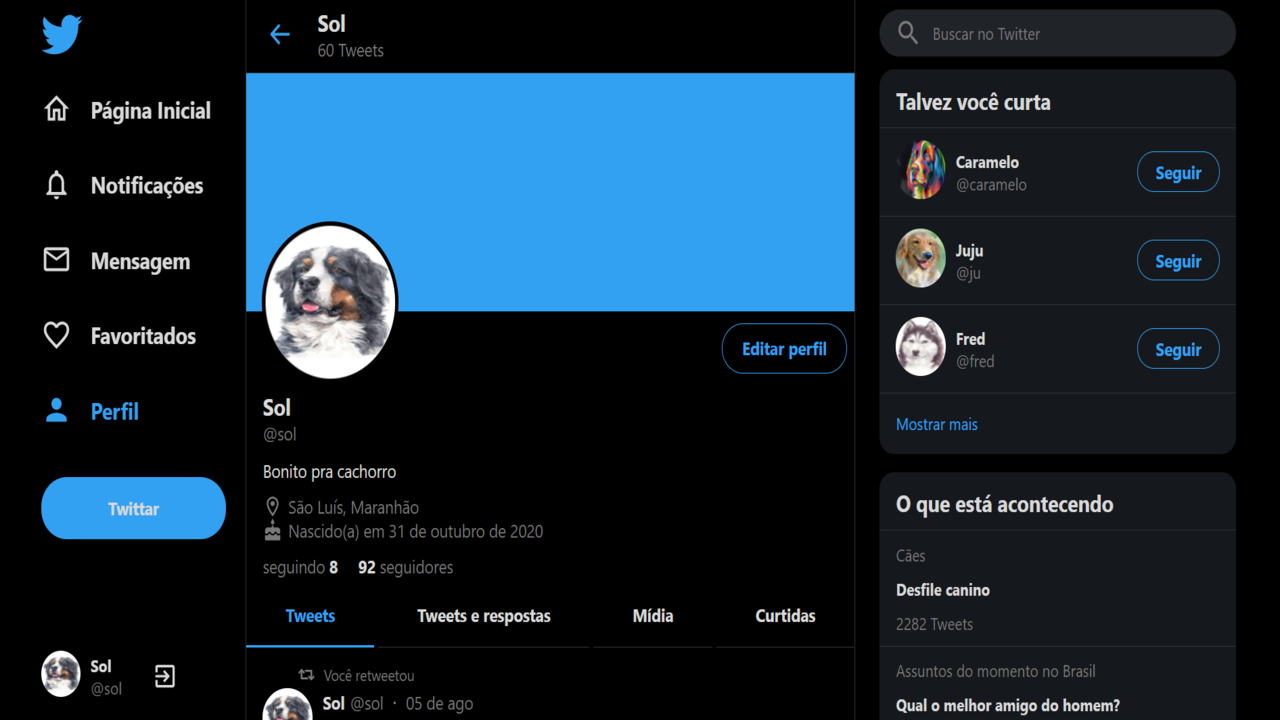 Página Inicial
Notificações
Mensagem
Favoritados
Perfil
Twittar
Sol
@sol
Sol
60 Tweets
Editar perfil
Sol
@sol
Bonito pra cachorro
São Luís, Maranhão
Nascido(a) em 31 de outubro de 2020
seguindo 8 92 seguidores
Tweets Tweets e respostas Mídia Curtidas
Você retweetou
Sol @sol · 05 de ago
Buscar no Twitter
Talvez você curta
Caramelo
@caramelo
Seguir
Juju
@ju
Seguir
Fred
@fred
Seguir
Mostrar mais
O que está acontecendo
Cães
Desfile canino
2282 Tweets
Assuntos do momento no Brasil
Qual o melhor amigo do homem?